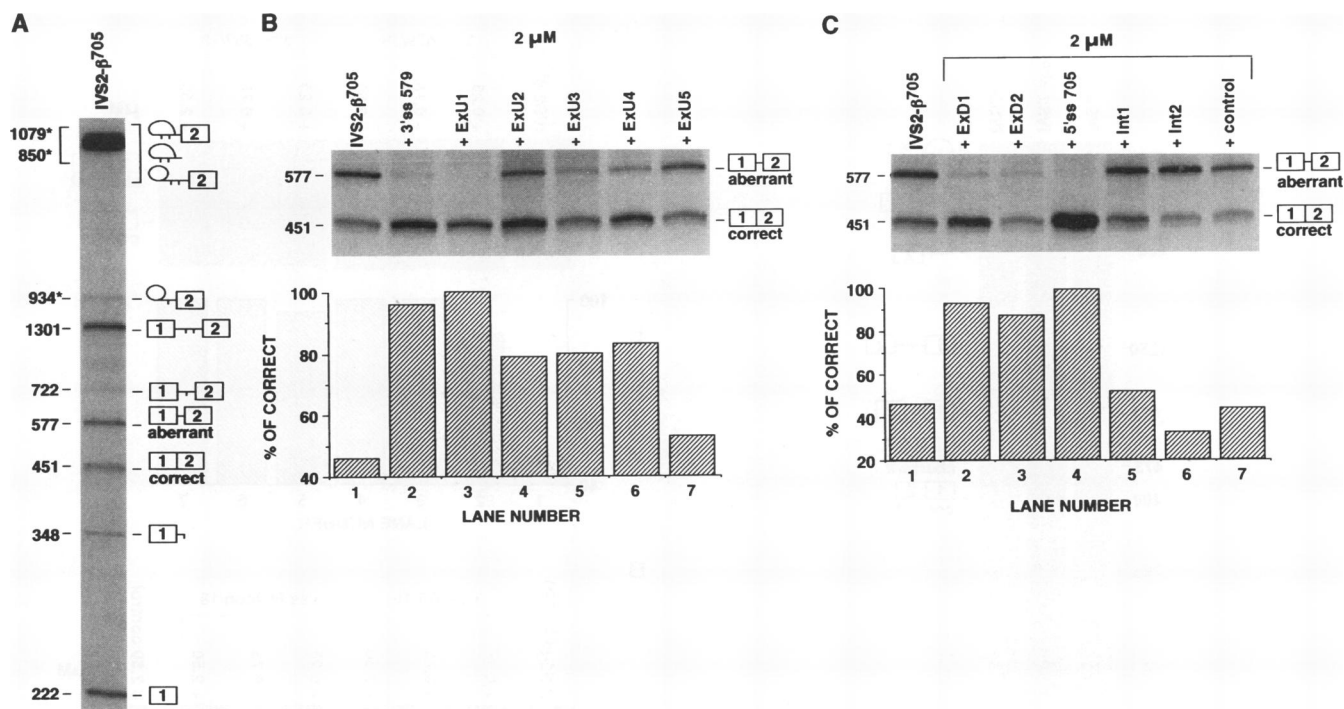 A
IVS2-β705
1079*
850*
2
2
934*
2
1301
1 2
722
1 2
577
1 2
aberrant
451
1 2
correct
348
1
222
1
B
2 µM
IVS2-β705
+ 3'ss 579
+ ExU1
+ ExU2
+ ExU3
+ ExU4
+ ExU5
577
1 2
aberrant
451
1 2
correct
100
80
60
40
% OF CORRECT
1 2 3 4 5 6 7
LANE NUMBER
C
2 µM
IVS2-β705
+ ExD1
+ ExD2
+ 5'ss 705
+ Int1
+ Int2
+ control
577
1 2
aberrant
451
1 2
correct
100
80
60
40
20
% OF CORRECT
1 2 3 4 5 6 7
LANE NUMBER